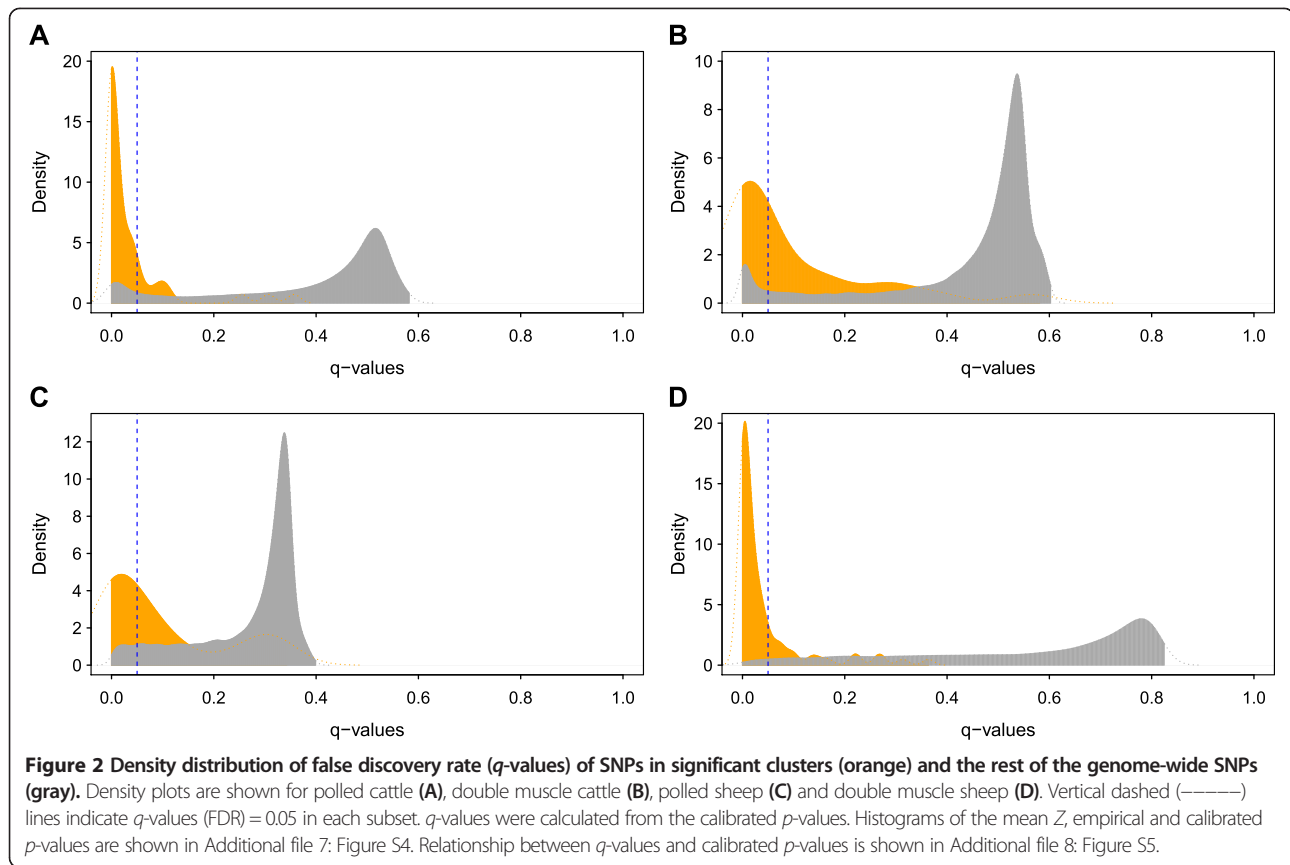 A
Density
20
15
10
5
0
0.0 0.2 0.4 0.6 0.8 1.0
q−values
B
Density
10
8
6
4
2
0
0.0 0.2 0.4 0.6 0.8 1.0
q−values
C
Density
12
10
8
6
4
2
0
0.0 0.2 0.4 0.6 0.8 1.0
q−values
D
Density
20
15
10
5
0
0.0 0.2 0.4 0.6 0.8 1.0
q−values
Figure 2 Density distribution of false discovery rate (q-values) of SNPs in significant clusters (orange) and the rest of the genome-wide SNPs
(gray). Density plots are shown for polled cattle (A), double muscle cattle (B), polled sheep (C) and double muscle sheep (D). Vertical dashed (−−−−−)
lines indicate q-values (FDR) = 0.05 in each subset. q-values were calculated from the calibrated p-values. Histograms of the mean Z, empirical and calibrated
p-values are shown in Additional file 7: Figure S4. Relationship between q-values and calibrated p-values is shown in Additional file 8: Figure S5.